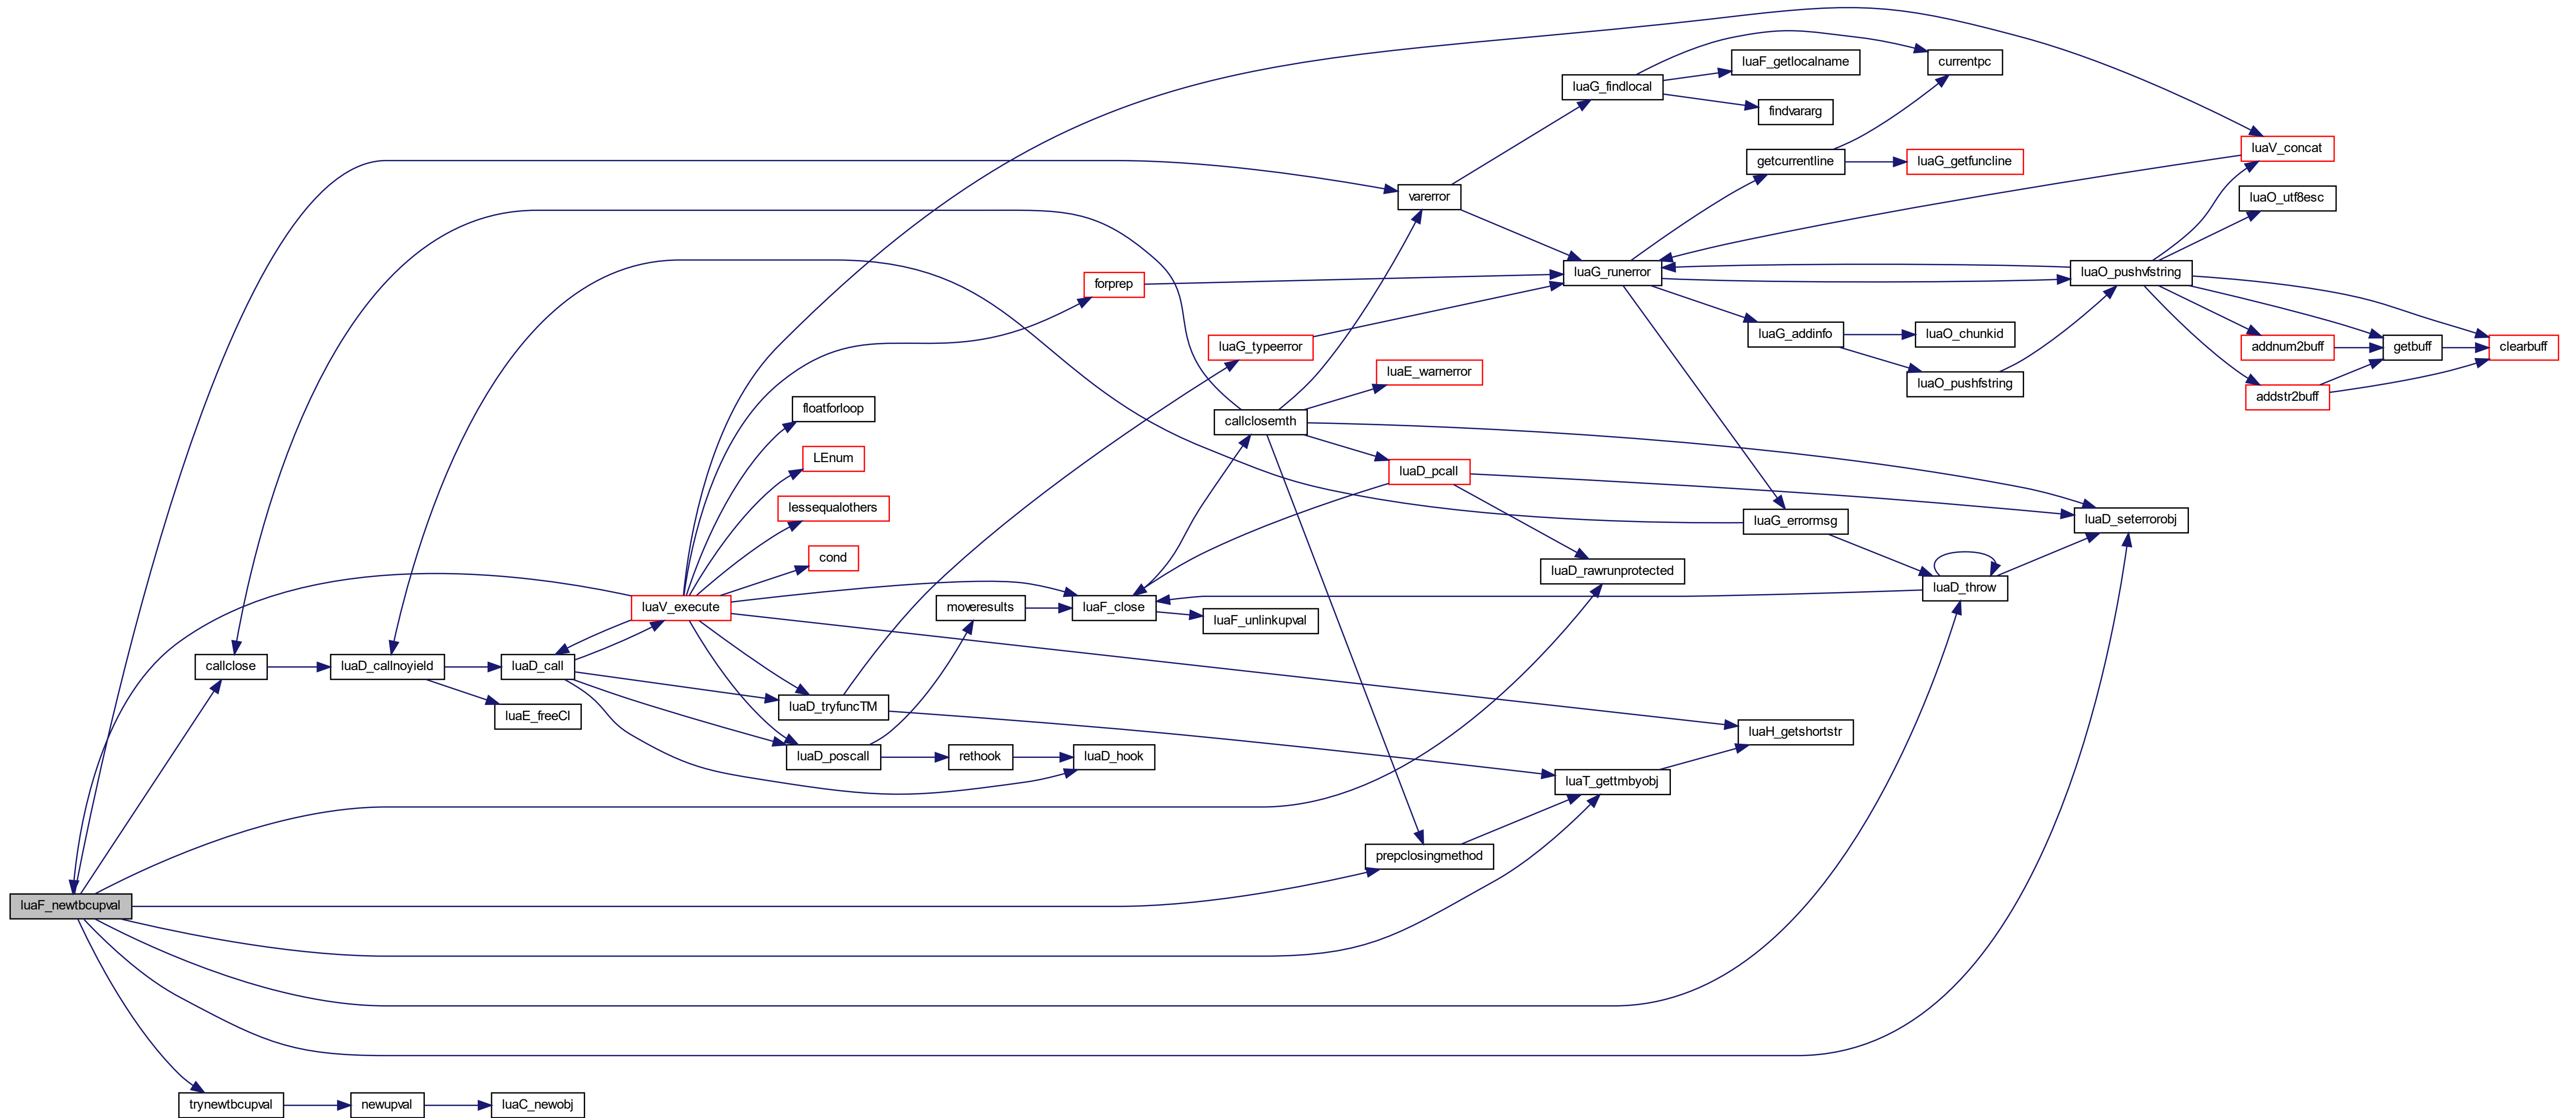 luaF_getlocalname
currentpc
luaG_findlocal
findvararg
luaV_concat
getcurrentline
luaG_getfuncline
varerror
luaO_utf8esc
luaG_runerror
luaO_pushvfstring
forprep
luaG_addinfo
luaO_chunkid
luaG_typeerror
addnum2buff
getbuff
clearbuff
luaE_warnerror
luaO_pushfstring
addstr2buff
floatforloop
callclosemth
LEnum
luaD_pcall
lessequalothers
luaG_errormsg
luaD_seterrorobj
cond
luaD_rawrunprotected
luaD_throw
luaV_execute
moveresults
luaF_close
luaF_unlinkupval
callclose
luaD_callnoyield
luaD_call
luaD_tryfuncTM
luaE_freeCI
luaH_getshortstr
luaD_poscall
rethook
luaD_hook
luaT_gettmbyobj
prepclosingmethod
luaF_newtbcupval
trynewtbcupval
newupval
luaC_newobj